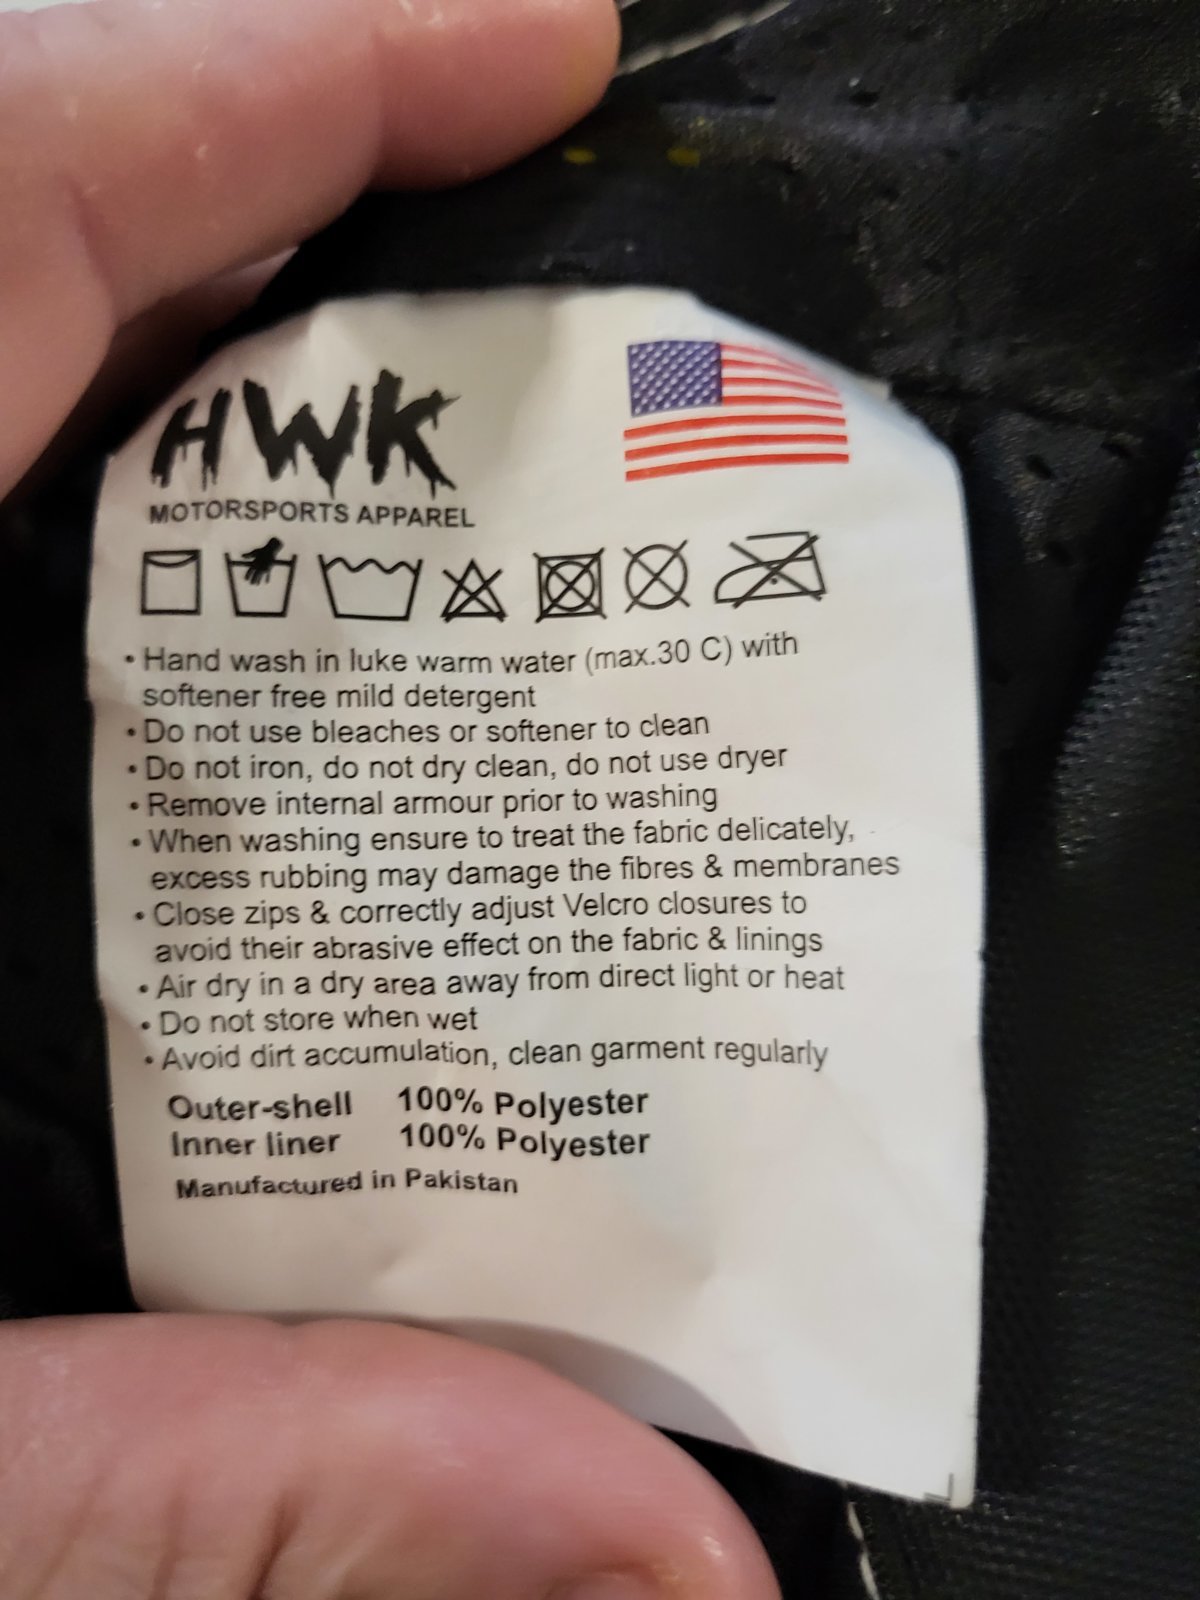 HWK
MOTORSPORTS APPAREL
• Hand wash in luke warm water (max.30 C) with
softener free mild detergent
• Do not use bleaches or softener to clean
• Do not iron, do not dry clean, do not use dryer
• Remove internal armour prior to washing
• When washing ensure to treat the fabric delicately,
excess rubbing may damage the fibres & membranes
• Close zips & correctly adjust Velcro closures to
avoid their abrasive effect on the fabric & linings
• Air dry in a dry area away from direct light or heat
• Do not store when wet
• Avoid dirt accumulation, clean garment regularly
Outer-shell 100% Polyester
Inner liner 100% Polyester
Manufactured in Pakistan